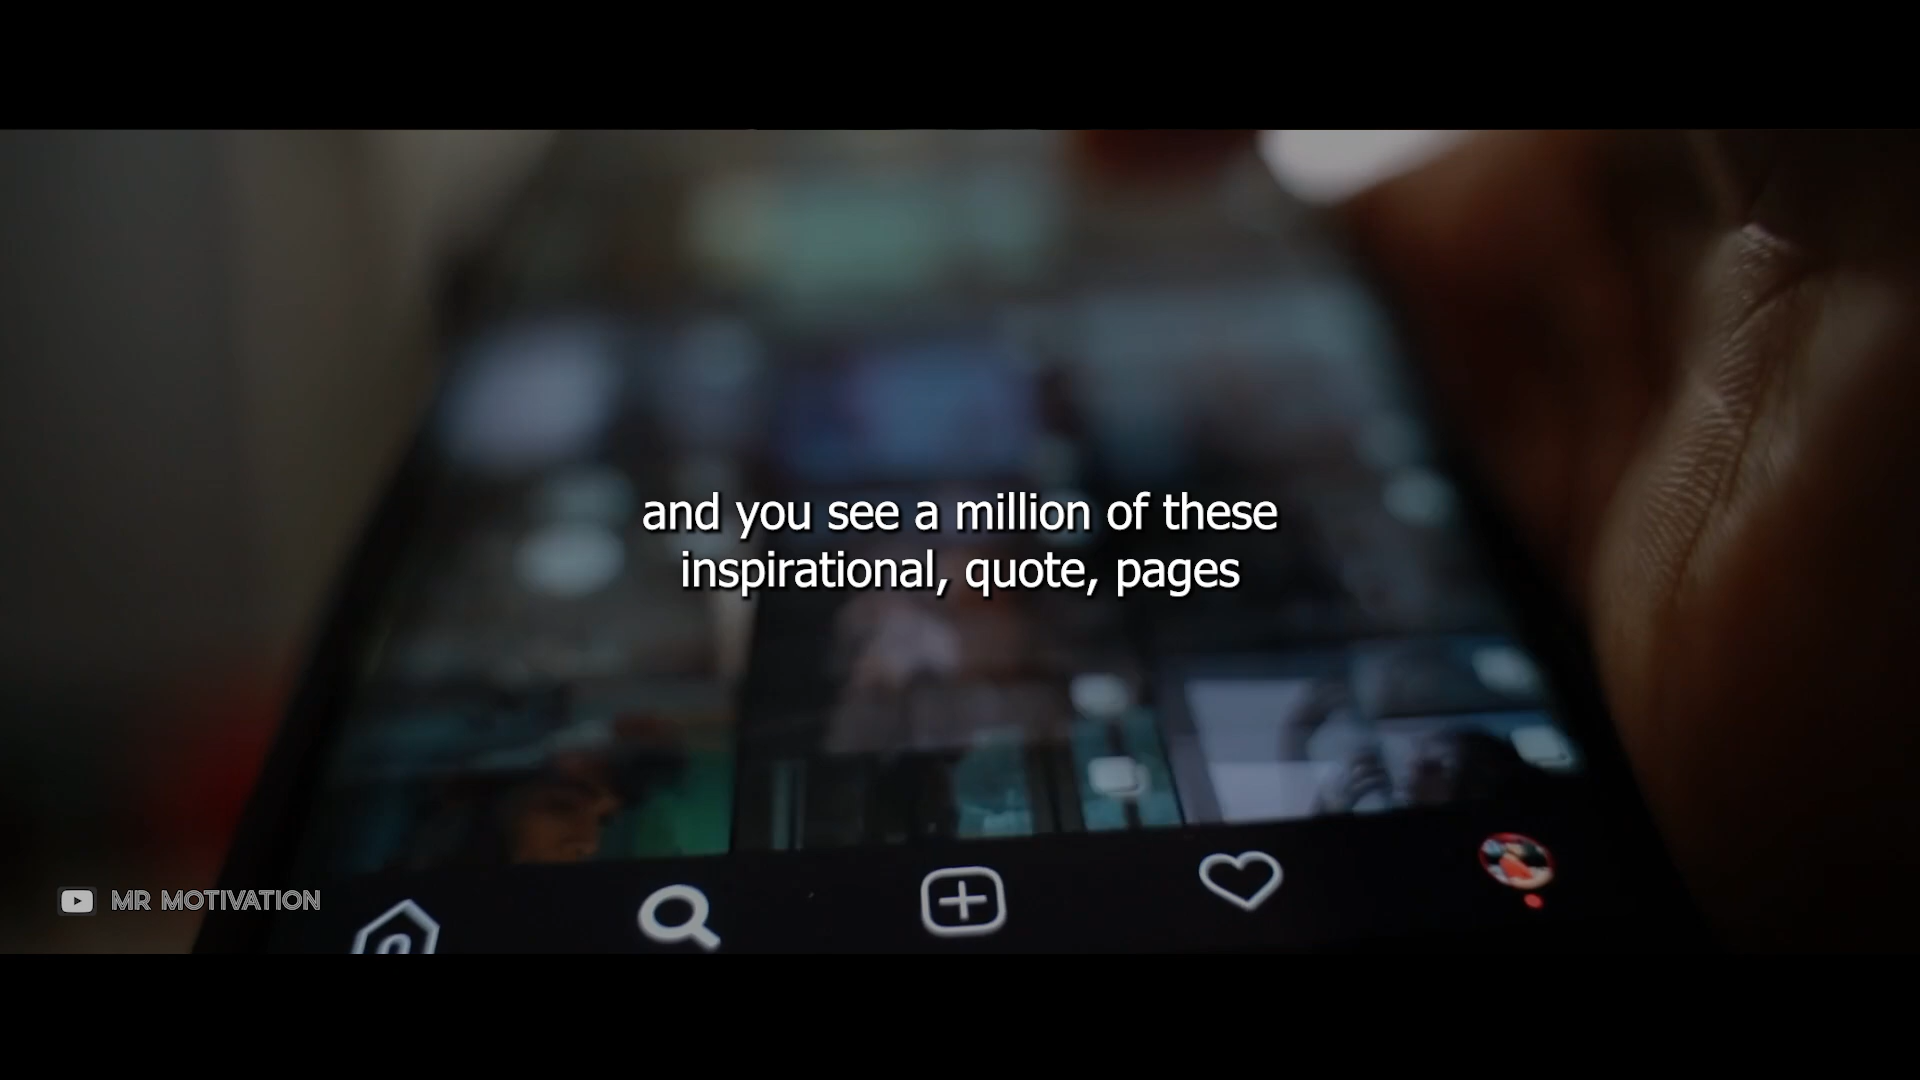 and you see a million of these
inspirational, quote, pages
MR MOTIVATION